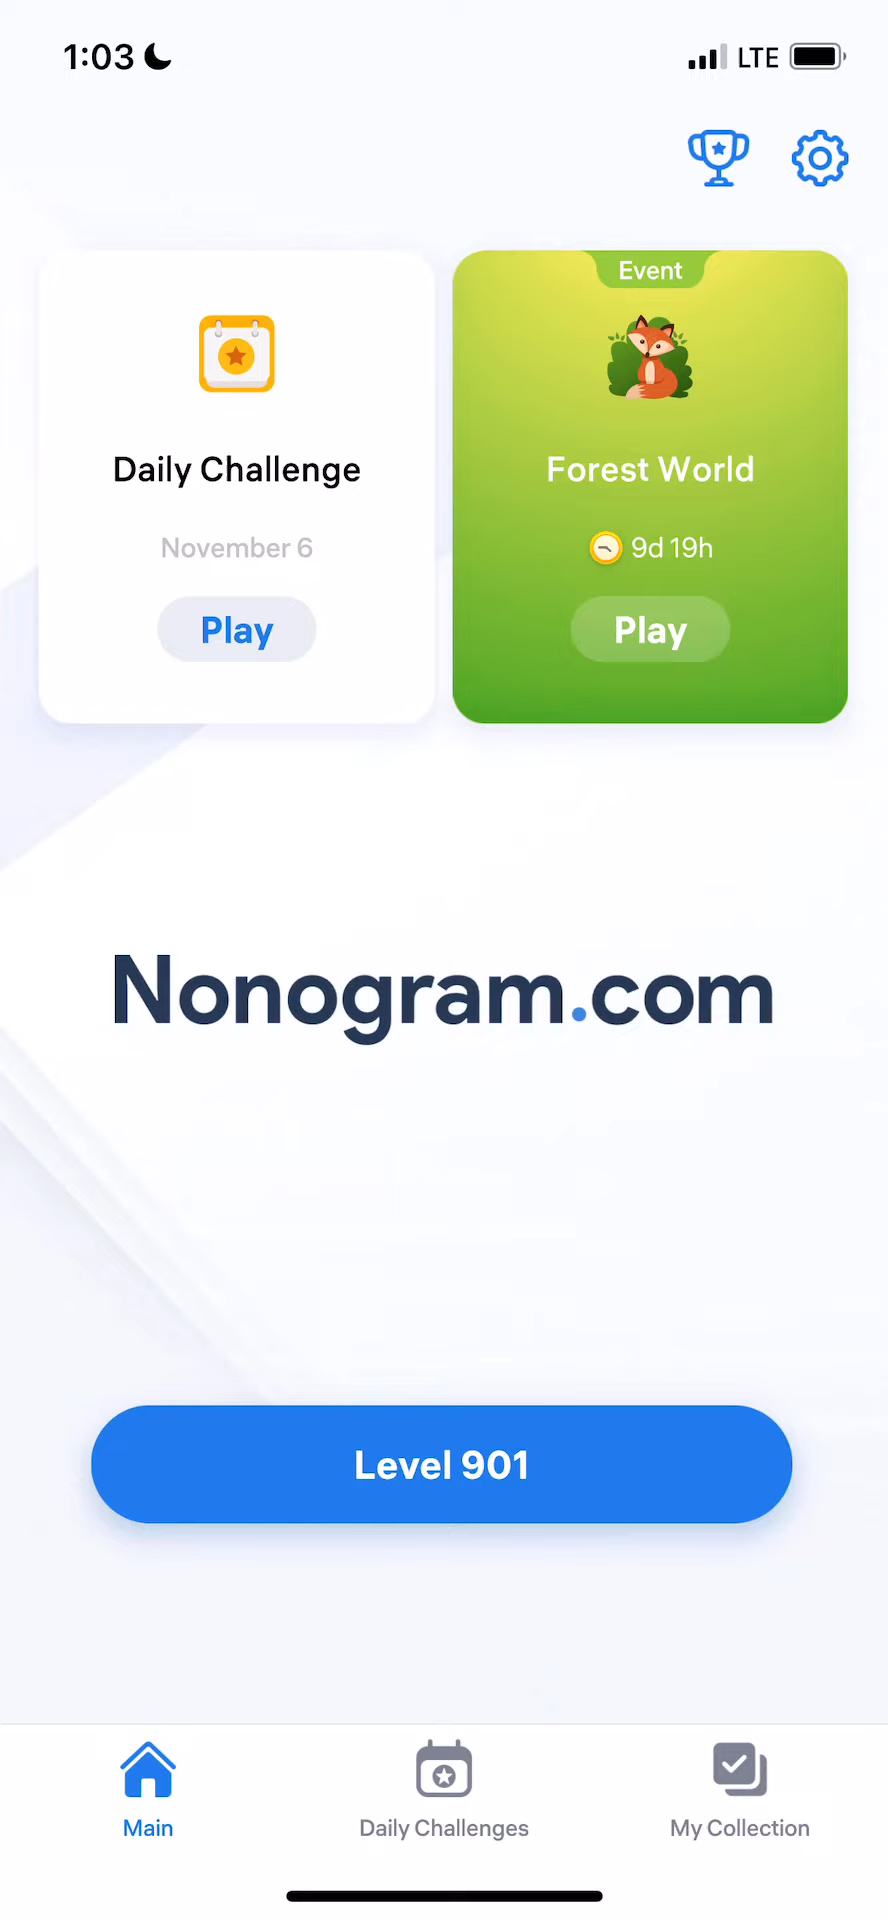 1:03
LTE
Event
Daily Challenge
Forest World
November 6
9d 19h
Play
Play
Nonogram.com
Level 901
Main
Daily Challenges
My Collection